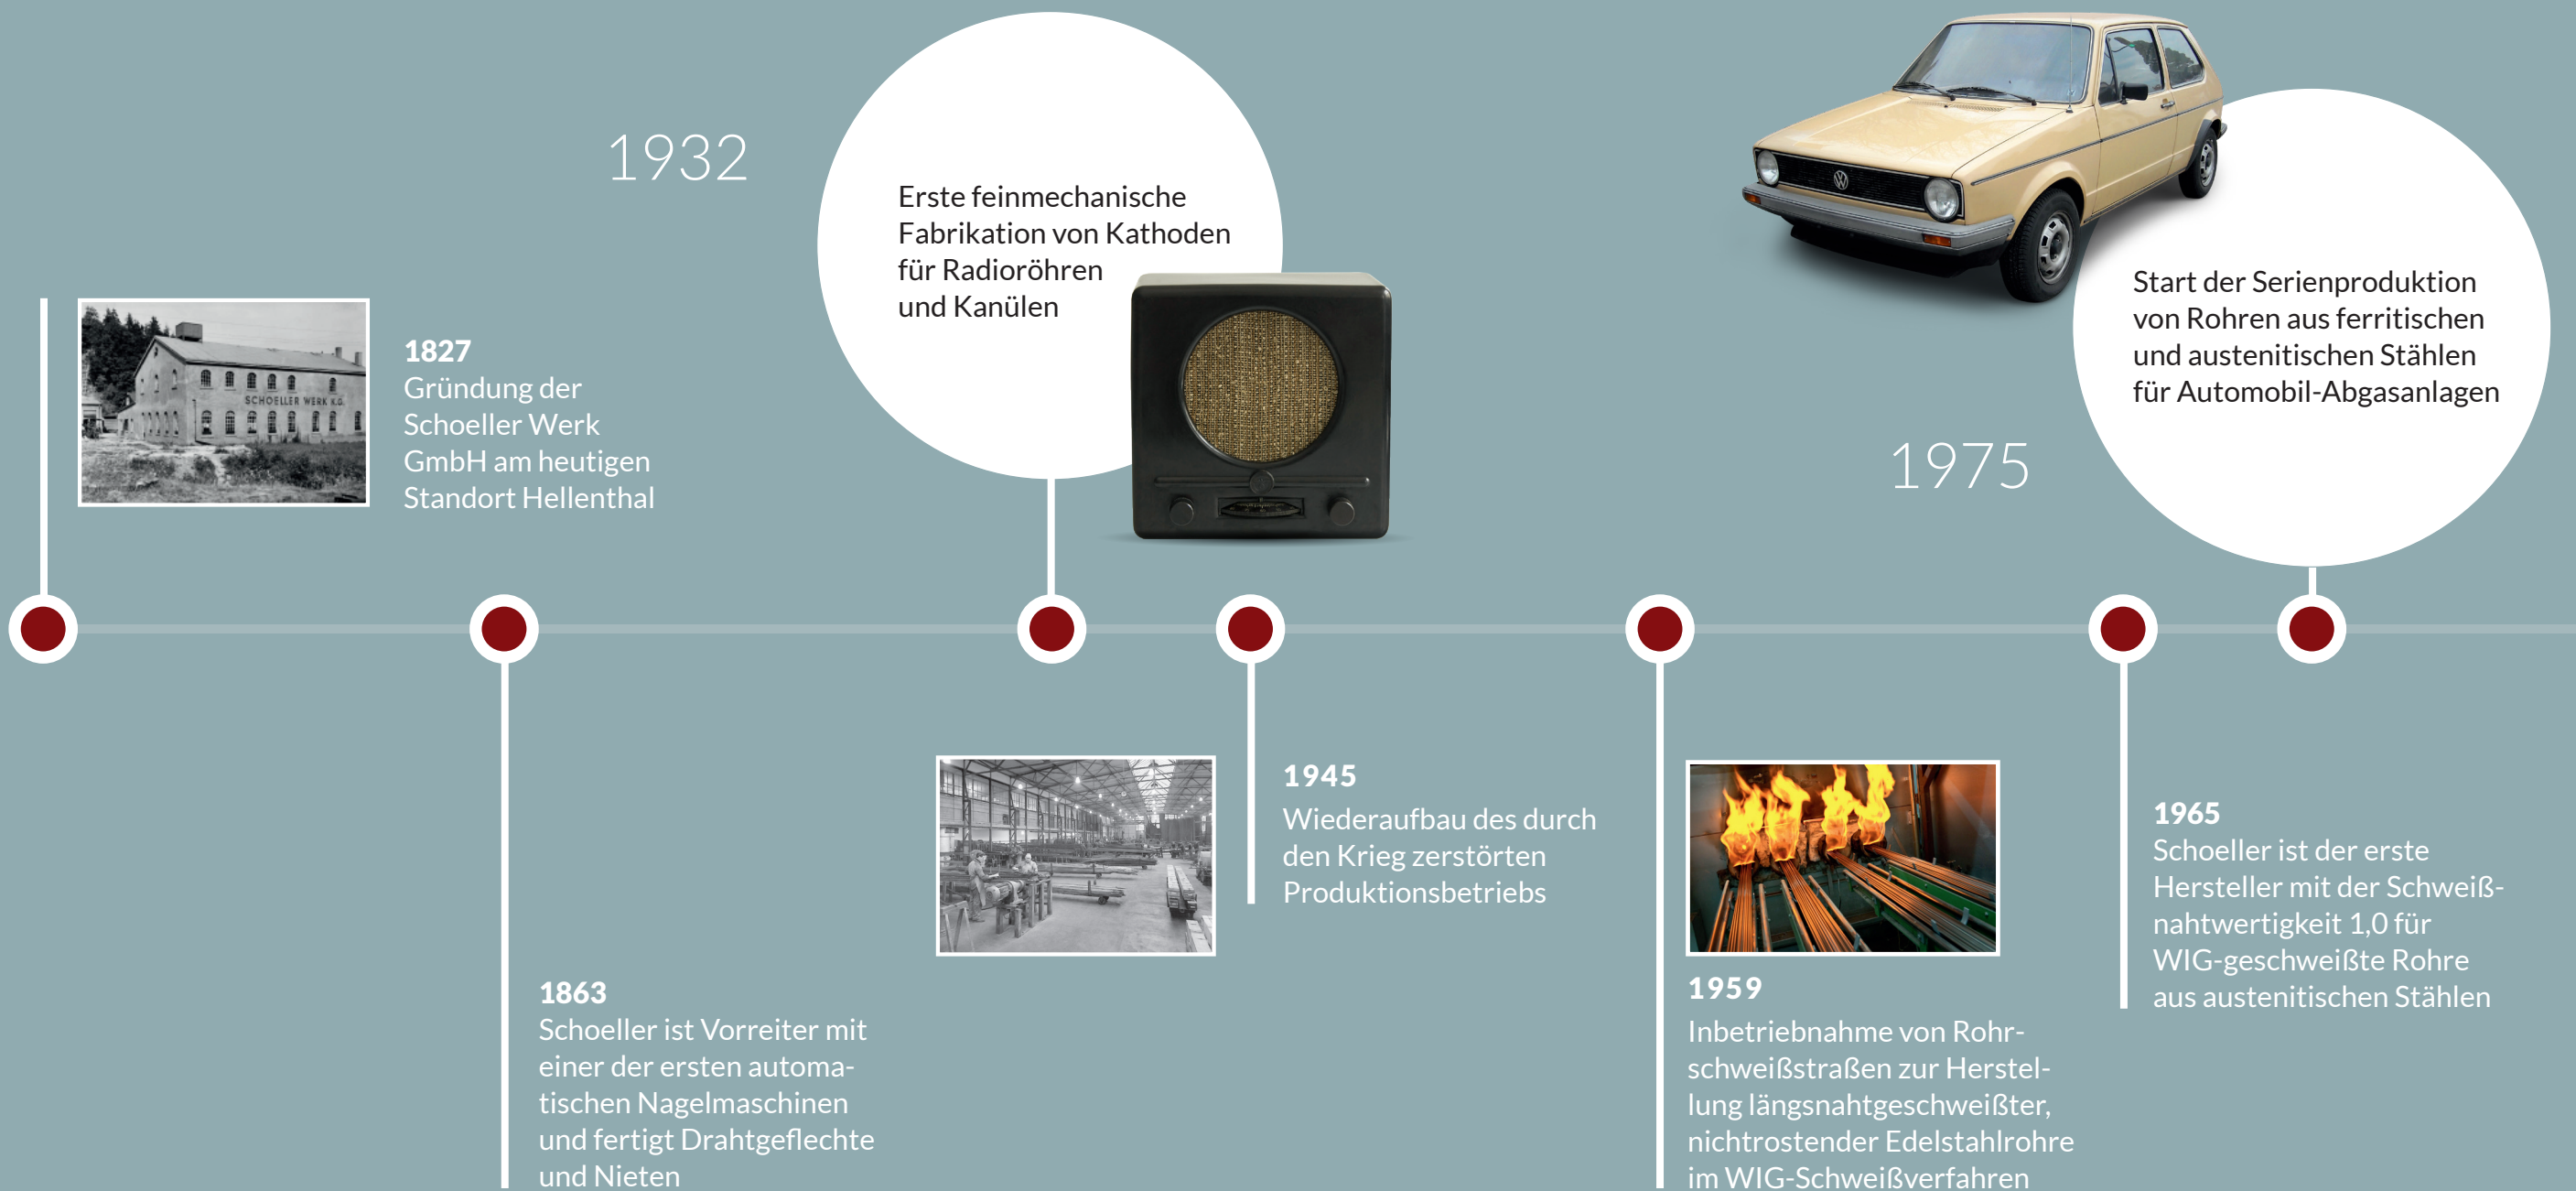 1827
Gründung der
Schoeller Werk
GmbH am heutigen
Standort Hellenthal
SCHOELLER WERK K.G.
1863
Schoeller ist Vorreiter mit
einer der ersten automa-
tischen Nagelmaschinen
und fertigt Drahtgeflechte
und Nieten
1932
Erste feinmechanische
Fabrikation von Kathoden
für Radioröhren
und Kanülen
1945
Wiederaufbau des durch
den Krieg zerstörten
Produktionsbetriebs
1959
Inbetriebnahme von Rohr-
schweißstraßen zur Herstel-
lung längsnahtgeschweißter,
nichtrostender Edelstahlrohre
im WIG-Schweißverfahren
1965
Schoeller ist der erste
Hersteller mit der Schweiß-
nahtwertigkeit 1,0 für
WIG-geschweißte Rohre
aus austenitischen Stählen
1975
Start der Serienproduktion
von Rohren aus ferritischen
und austenitischen Stählen
für Automobil-Abgasanlagen
VW